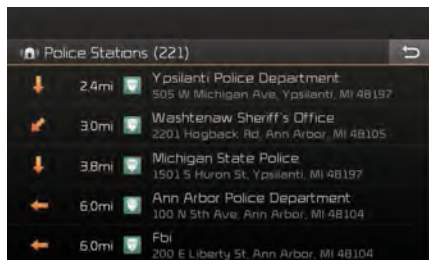 Police Stations (221)
2.4mi Ypsilanti Police Department
505 W Michigan Ave, Ypsilanti, MI 48197
3.0mi Washtenaw Sheriff's Office
2201 Hogback Rd, Ann Arbor, MI 48105
3.8mi Michigan State Police
1501 S Huron St, Ypsilanti, MI 48197
6.0mi Ann Arbor Police Department
100 N 5th Ave, Ann Arbor, MI 48104
6.0mi Fbi
200 E Liberty St, Ann Arbor, MI 48104